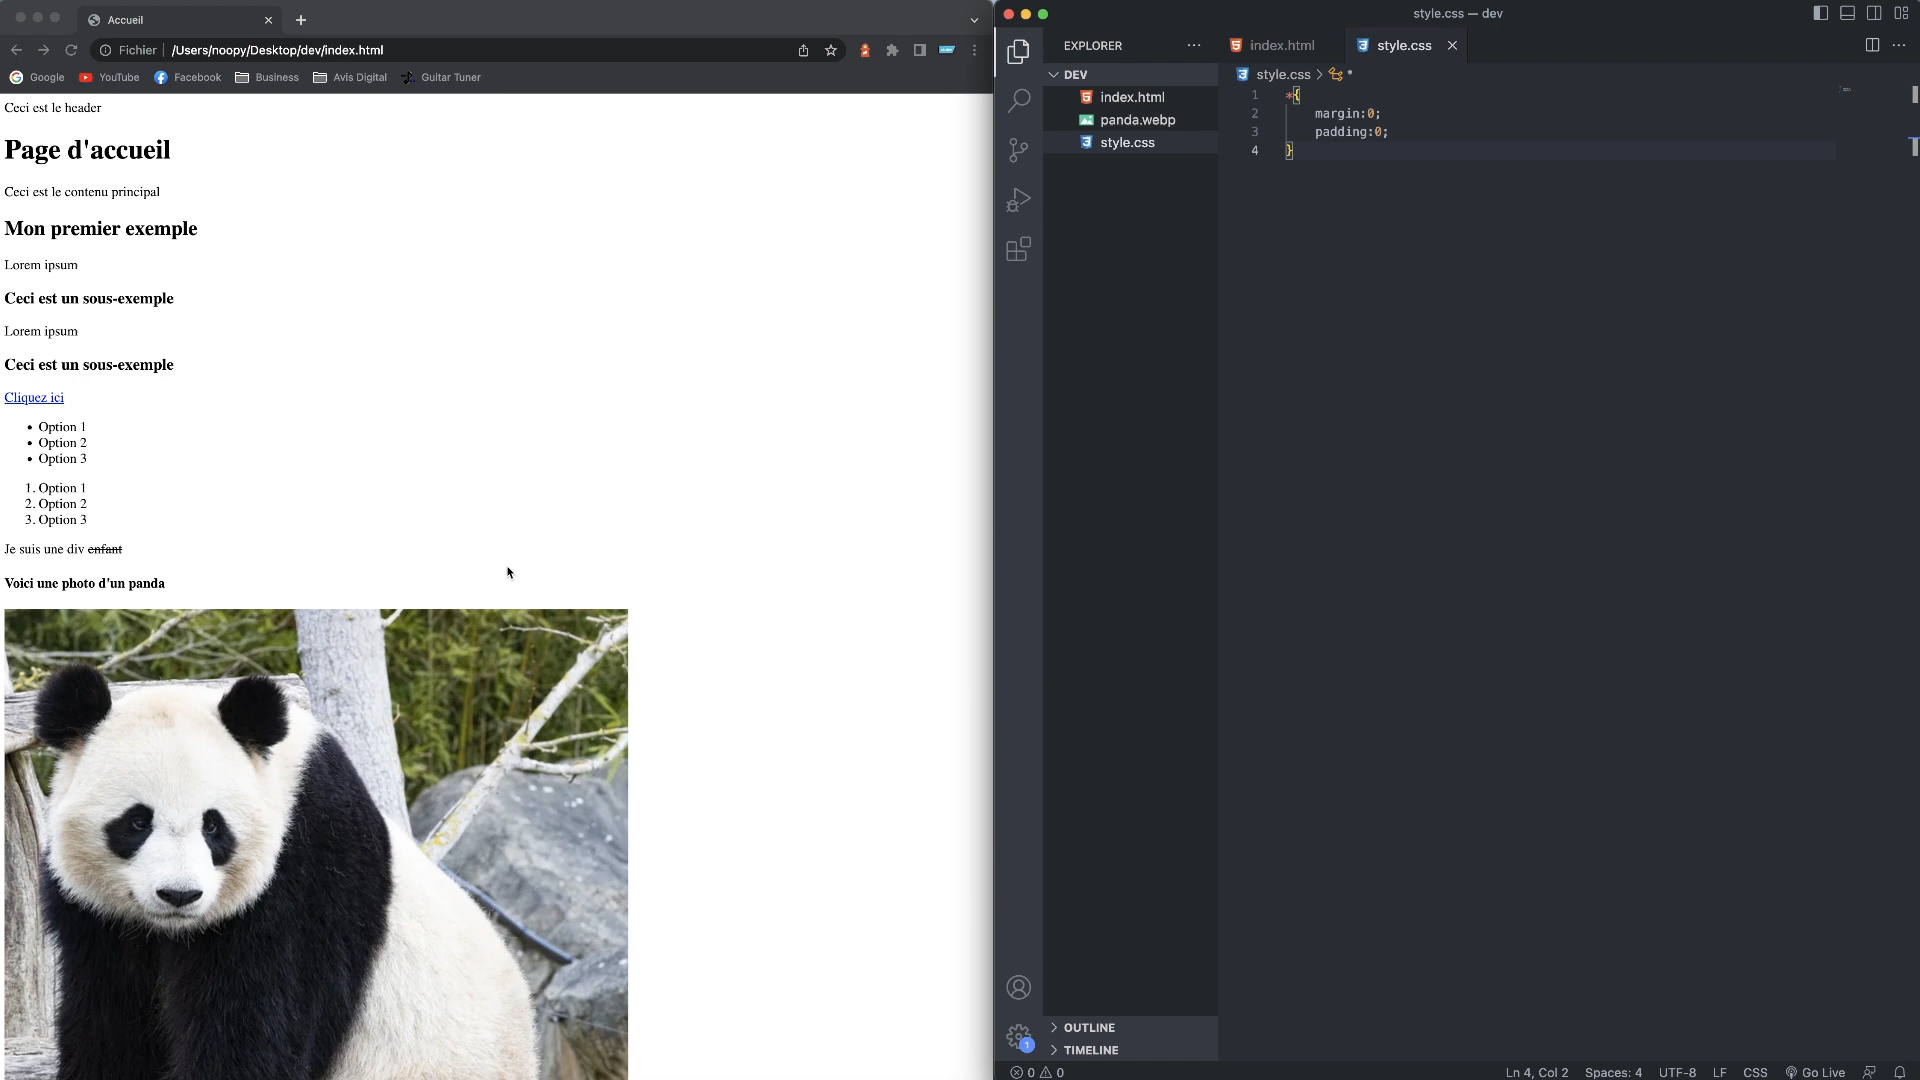 Accueil
Fichier /Users/noopy/Desktop/dev/index.html
Google YouTube Facebook Business Avis Digital Guitar Tuner
Ceci est le header
Page d'accueil
Ceci est le contenu principal
Mon premier exemple
Lorem ipsum
Ceci est un sous-exemple
Lorem ipsum
Ceci est un sous-exemple
Cliquez ici
• Option 1
• Option 2
• Option 3
1. Option 1
2. Option 2
3. Option 3
Je suis une div enfant
Voici une photo d'un panda
style.css — dev
EXPLORER
DEV
index.html
panda.webp
style.css
OUTLINE
TIMELINE
1
index.html style.css
style.css > *
1 *{
2 margin:0;
3 padding:0;
4 }
0 0 Ln 4, Col 2 Spaces: 4 UTF-8 LF CSS Go Live